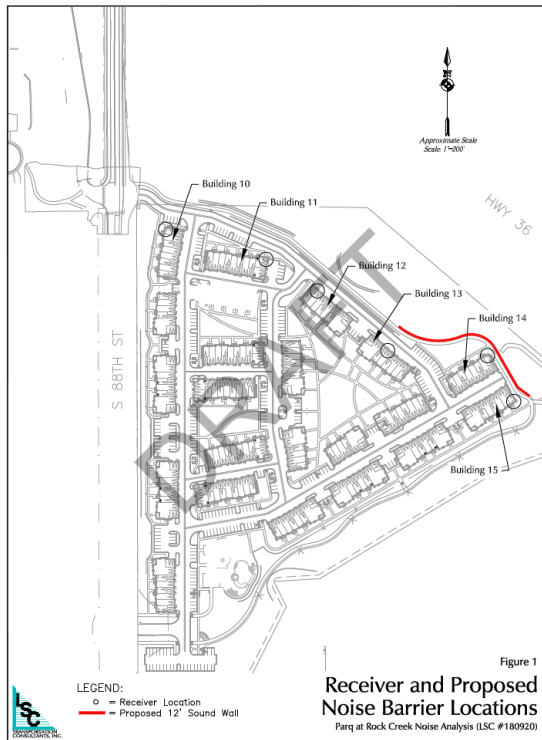 Approximate Scale
Scale: 1"=200'
HWY 36
Building 10
Building 11
Building 12
Building 13
Building 14
Building 15
S 88TH ST
DRAFT
Figure 1
Receiver and Proposed
Noise Barrier Locations
Parq at Rock Creek Noise Analysis (LSC #180920)
LEGEND:
= Receiver Location
= Proposed 12' Sound Wall
LSC
TRANSPORTATION
CONSULTANTS, INC.